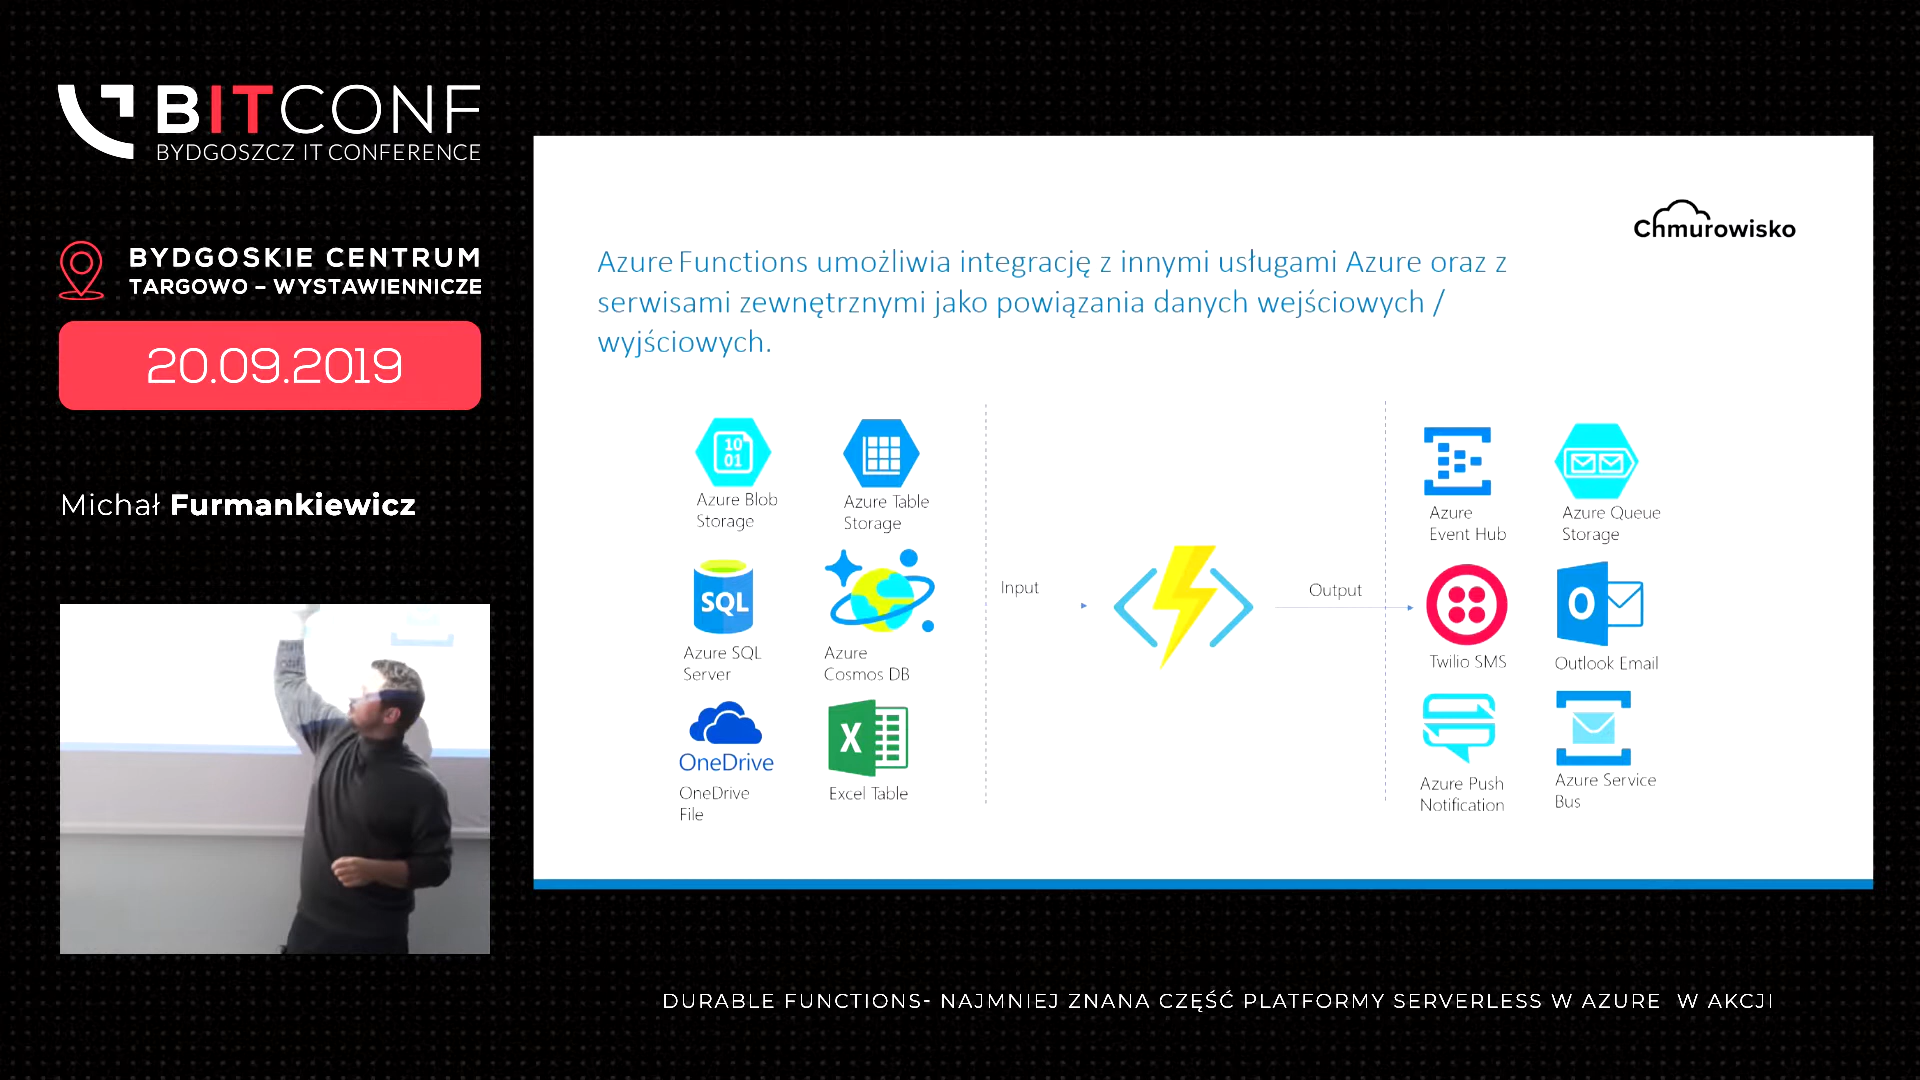 BITCONF
BYDGOSZCZ IT CONFERENCE
BYDGOSKIE CENTRUM
TARGOWO – WYSTAWIENNICZE
20.09.2019
Michał Furmankiewicz
Chmurowisko
Azure Functions umożliwia integrację z innymi usługami Azure oraz z
serwisami zewnętrznymi jako powiązania danych wejściowych /
wyjściowych.
10
01
Azure Blob
Storage
Azure Table
Storage
SQL
Azure SQL
Server
Azure
Cosmos DB
OneDrive
OneDrive
File
X
Excel Table
Input
Output
Azure
Event Hub
Azure Queue
Storage
Twilio SMS
O
Outlook Email
Azure Push
Notification
Azure Service
Bus
DURABLE FUNCTIONS- NAJMNIEJ ZNANA CZĘŚĆ PLATFORMY SERVERLESS W AZURE W AKCJI